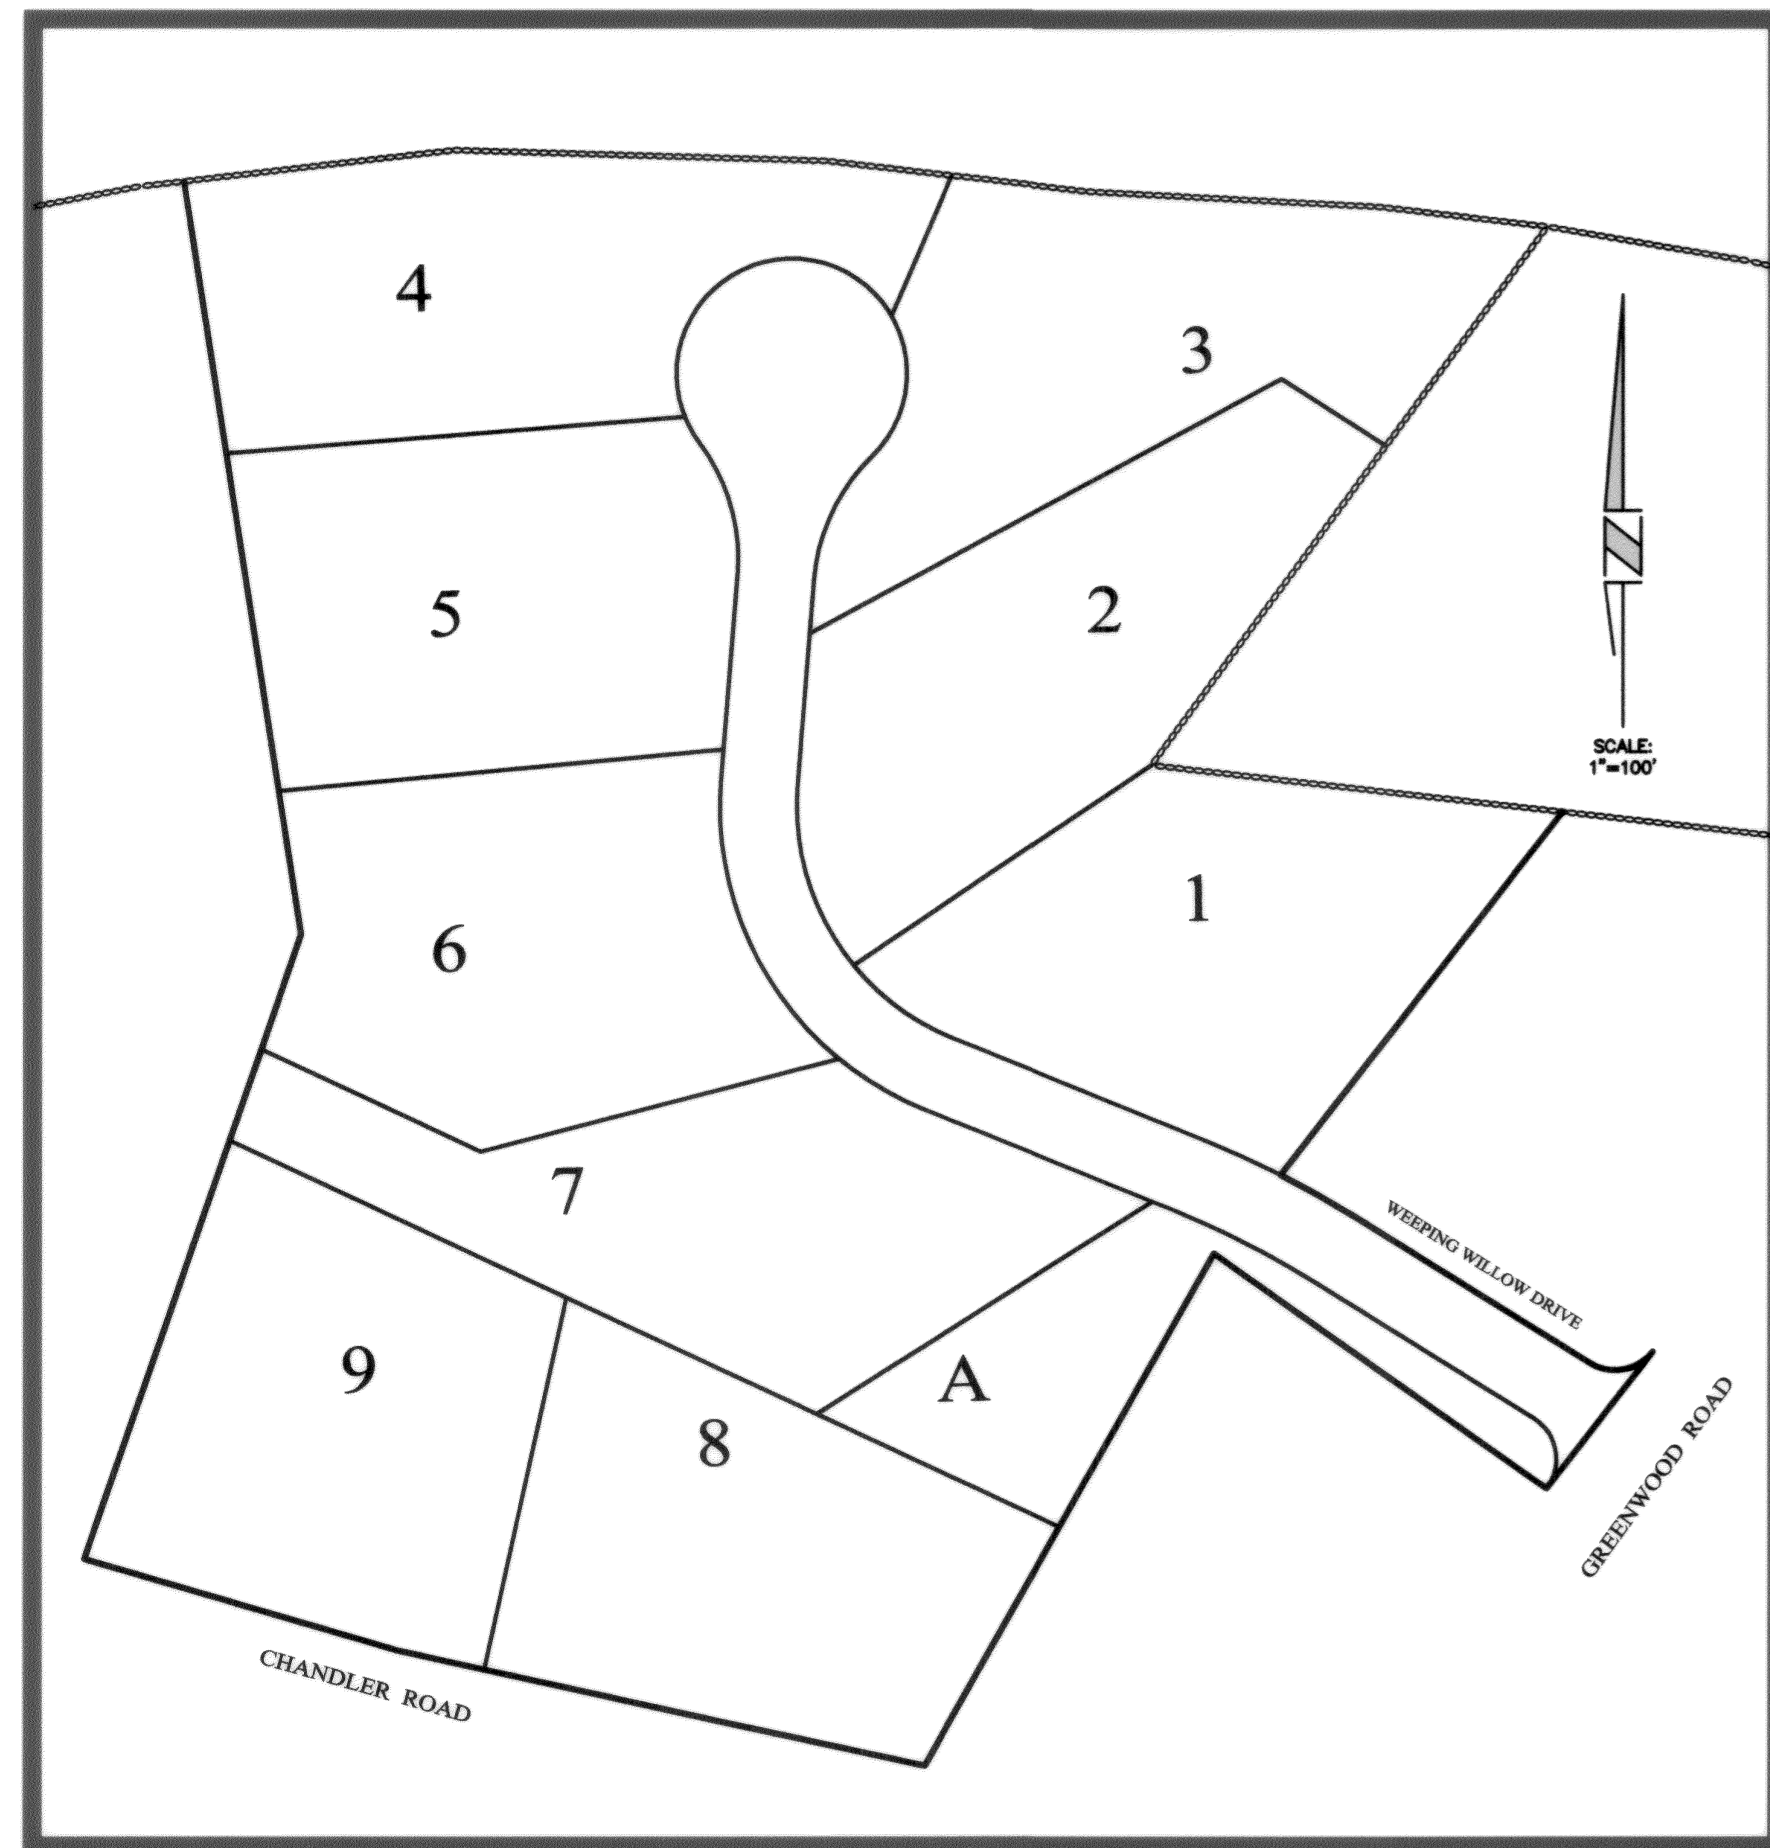 4
3
5
2
N
SCALE:
1"=100'
1
6
7
WEEPING WILLOW DRIVE
9
A
8
GREENWOOD ROAD
CHANDLER ROAD